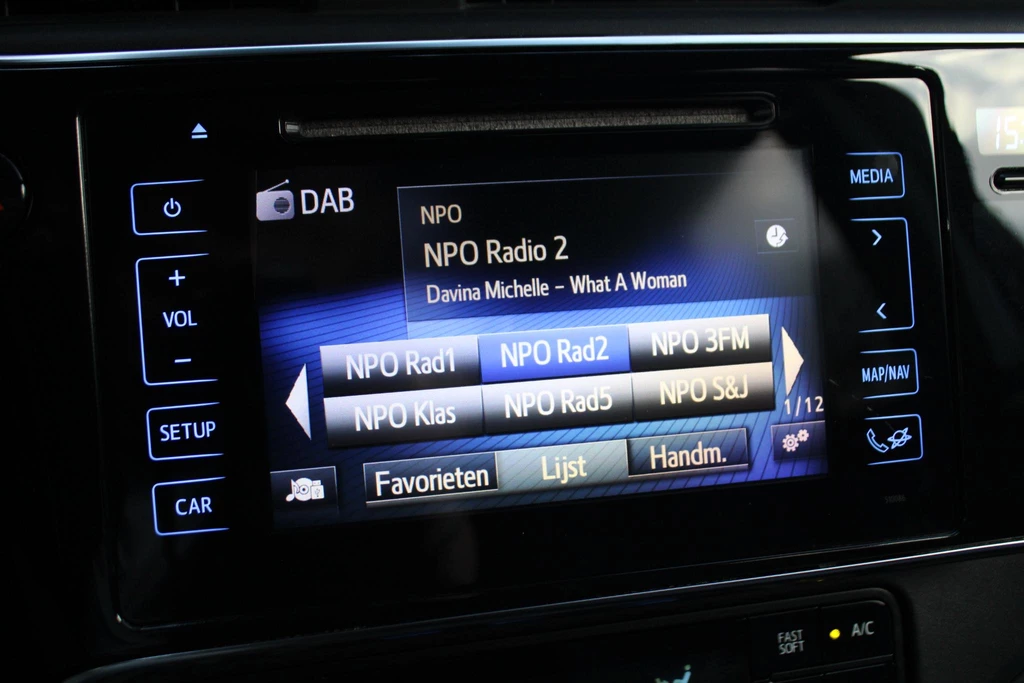 DAB
NPO
NPO Radio 2
Davina Michelle – What A Woman
NPO Rad1 NPO Rad2 NPO 3FM
NPO Klas NPO Rad5 NPO S&J
1/12
Favorieten Lijst Handm.
+
VOL
−
SETUP
CAR
MEDIA
>
<
MAP/NAV
FAST
SOFT
A/C